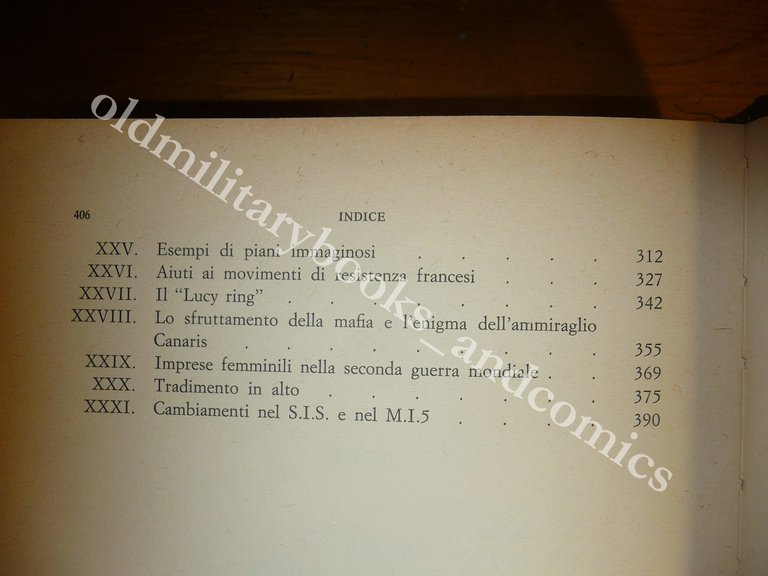 406 INDICE
XXV. Esempi di piani immaginosi . . . . . 312
XXVI. Aiuti ai movimenti di resistenza francesi . . . 327
XXVII. Il "Lucy ring" . . . . . . . . 342
XXVIII. Lo sfruttamento della mafia e l'enigma dell'ammiraglio
Canaris . . . . . . . . . 355
XXIX. Imprese femminili nella seconda guerra mondiale . . 369
XXX. Tradimento in alto . . . . . . . 375
XXXI. Cambiamenti nel S.I.S. e nel M.I.5 . . . . 390
oldmilitarybooks_andcomics